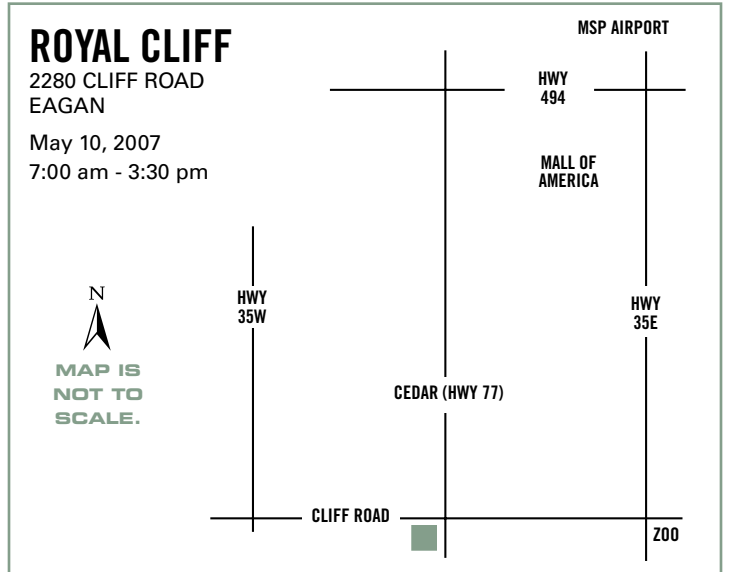 ROYAL CLIFF
2280 CLIFF ROAD
EAGAN
May 10, 2007
7:00 am - 3:30 pm
MSP AIRPORT
HWY
494
MALL OF
AMERICA
N
MAP IS
NOT TO
SCALE.
HWY
35W
HWY
35E
CEDAR (HWY 77)
CLIFF ROAD
ZOO